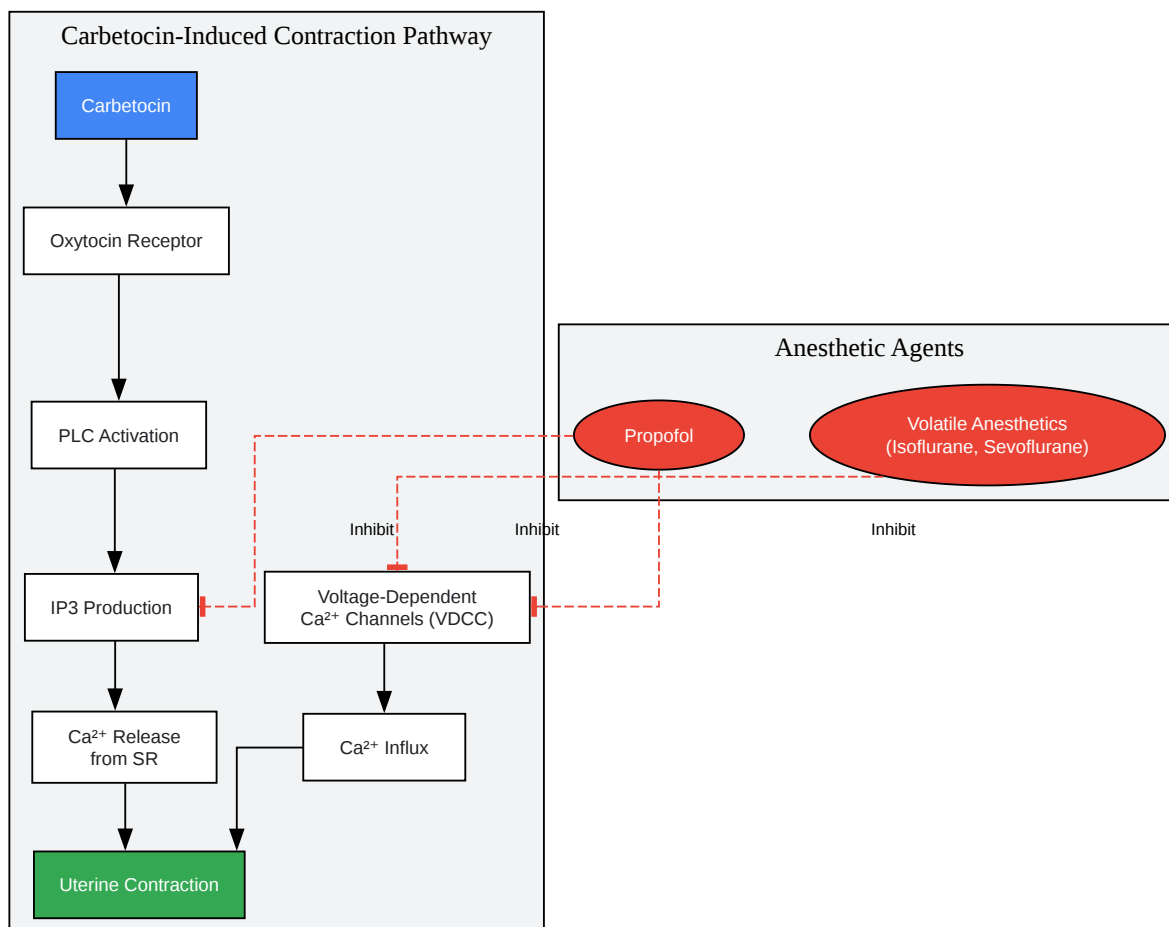 Carbetocin-Induced Contraction Pathway
Carbetocin
Oxytocin Receptor
Anesthetic Agents
PLC Activation
Propofol
Volatile Anesthetics
(Isoflurane, Sevoflurane)
Inhibit
Inhibit
Inhibit
IP3 Production
Voltage-Dependent
Ca²⁺ Channels (VDCC)
Ca²⁺ Release
from SR
Ca²⁺ Influx
Uterine Contraction